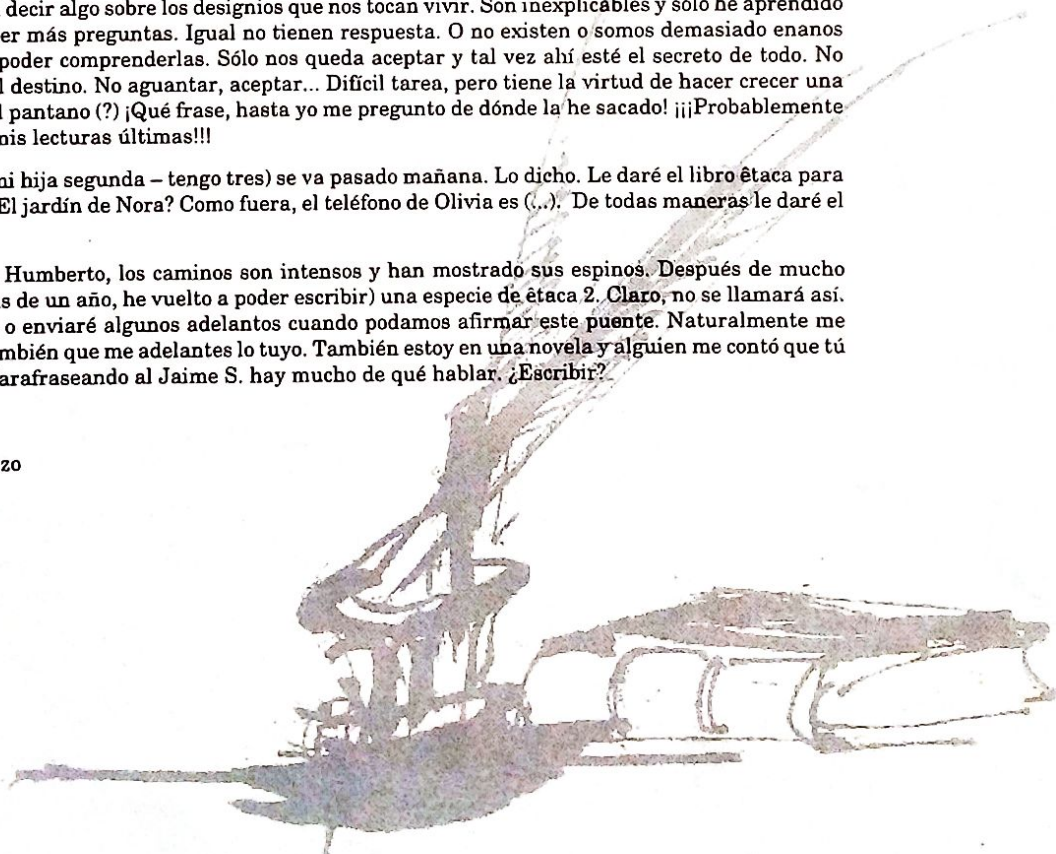 decir algo sobre los designios que nos tocan vivir. Son inexplicables y sólo he aprendido
er más preguntas. Igual no tienen respuesta. O no existen o somos demasiado enanos
poder comprenderlas. Sólo nos queda aceptar y tal vez ahí esté el secreto de todo. No
l destino. No aguantar, aceptar... Difícil tarea, pero tiene la virtud de hacer crecer una
l pantano (?) ¡Qué frase, hasta yo me pregunto de dónde la he sacado! ¡¡¡Probablemente
mis lecturas últimas!!!
mi hija segunda – tengo tres) se va pasado mañana. Lo dicho. Le daré el libro êtaca para
El jardín de Nora? Como fuera, el teléfono de Olivia es (...). De todas maneras le daré el
Humberto, los caminos son intensos y han mostrado sus espinos. Después de mucho
s de un año, he vuelto a poder escribir) una especie de êtaca 2. Claro, no se llamará así.
o enviaré algunos adelantos cuando podamos afirmar este puente. Naturalmente me
mbién que me adelantes lo tuyo. También estoy en una novela y alguien me contó que tú
arafraseando al Jaime S. hay mucho de qué hablar. ¿Escribir?
zo